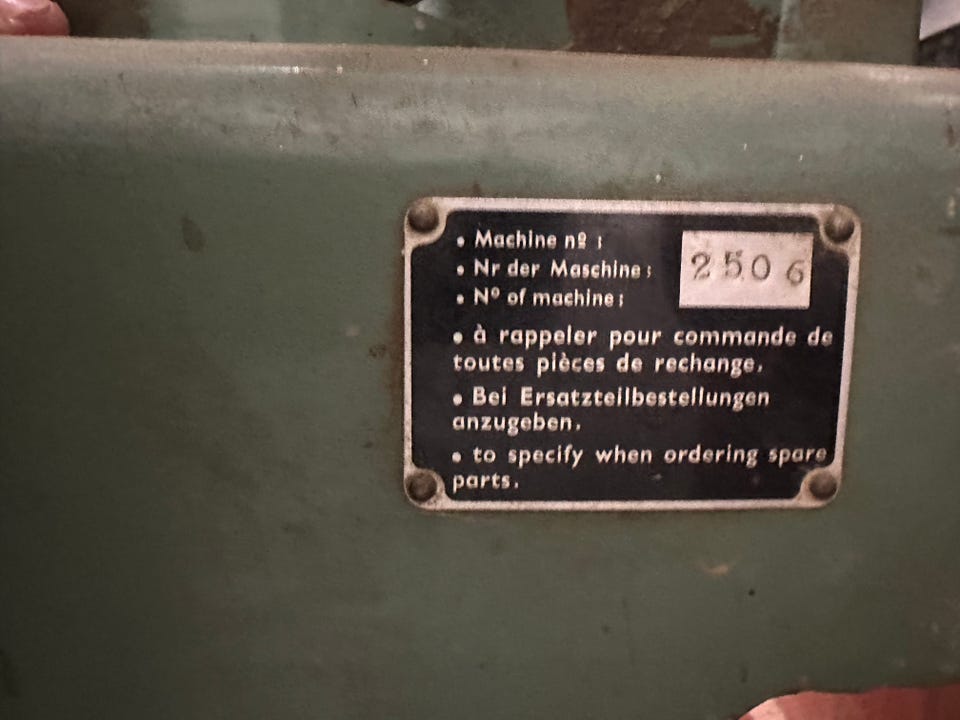 • Machine nº :
2506
• Nr der Maschine :
• Nº of machine :
• à rappeler pour commande de
toutes pièces de rechange.
• Bei Ersatzteilbestellungen
anzugeben.
• to specify when ordering spare
parts.